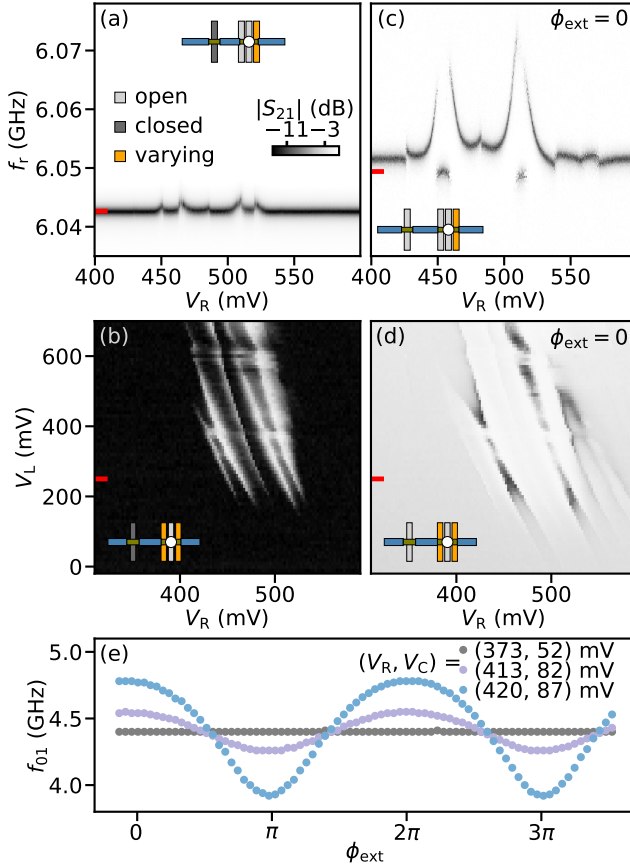 (a)
6.07
6.06
6.05
6.04
f_r (GHz)
open
closed
varying
|S_21| (dB)
−11 −3
400 450 500 550
V_R (mV)
(c)
ϕ_ext = 0
400 450 500 550
V_R (mV)
(b)
600
400
200
0
V_L (mV)
400 500
V_R (mV)
(d)
ϕ_ext = 0
400 500
V_R (mV)
(e)
5.0
4.5
4.0
f_01 (GHz)
(V_R, V_C) =
(373, 52) mV
(413, 82) mV
(420, 87) mV
0 π 2π 3π
ϕ_ext